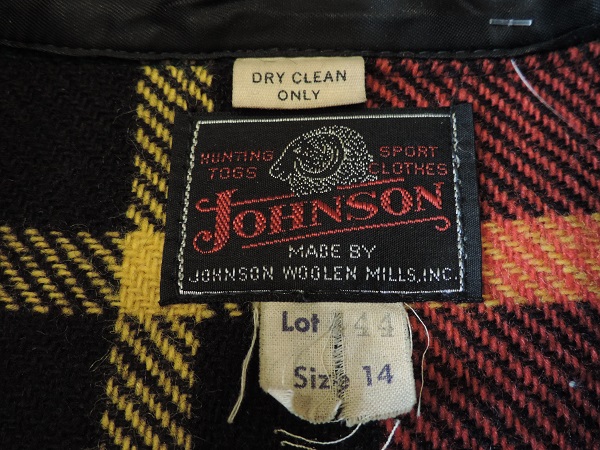 DRY CLEAN
ONLY
HUNTING SPORT
TOGS CLOTHES
JOHNSON
MADE BY
JOHNSON WOOLEN MILLS, INC.
Lot 444
Size 14